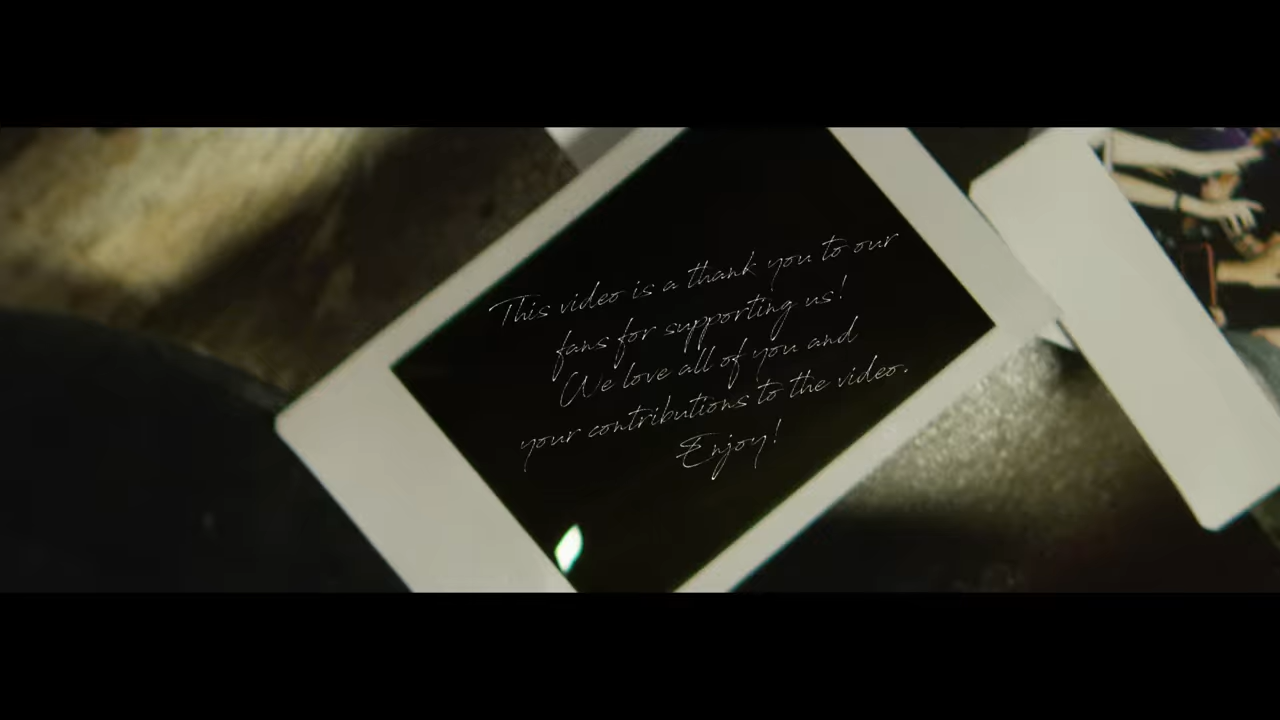 This video is a thank you to our
fans for supporting us!
We love all of you and
your contributions to the video.
Enjoy!